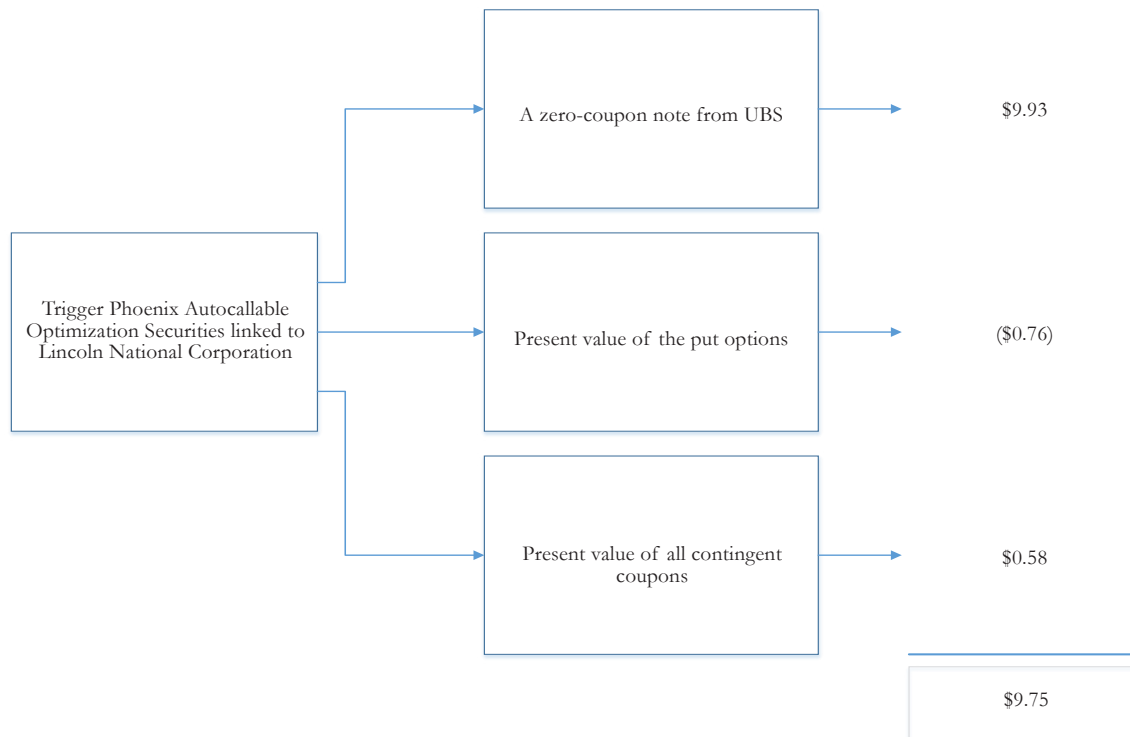 A zero-coupon note from UBS
$9.93
Trigger Phoenix Autocallable
Optimization Securities linked to
Lincoln National Corporation
Present value of the put options
($0.76)
Present value of all contingent
coupons
$0.58
$9.75